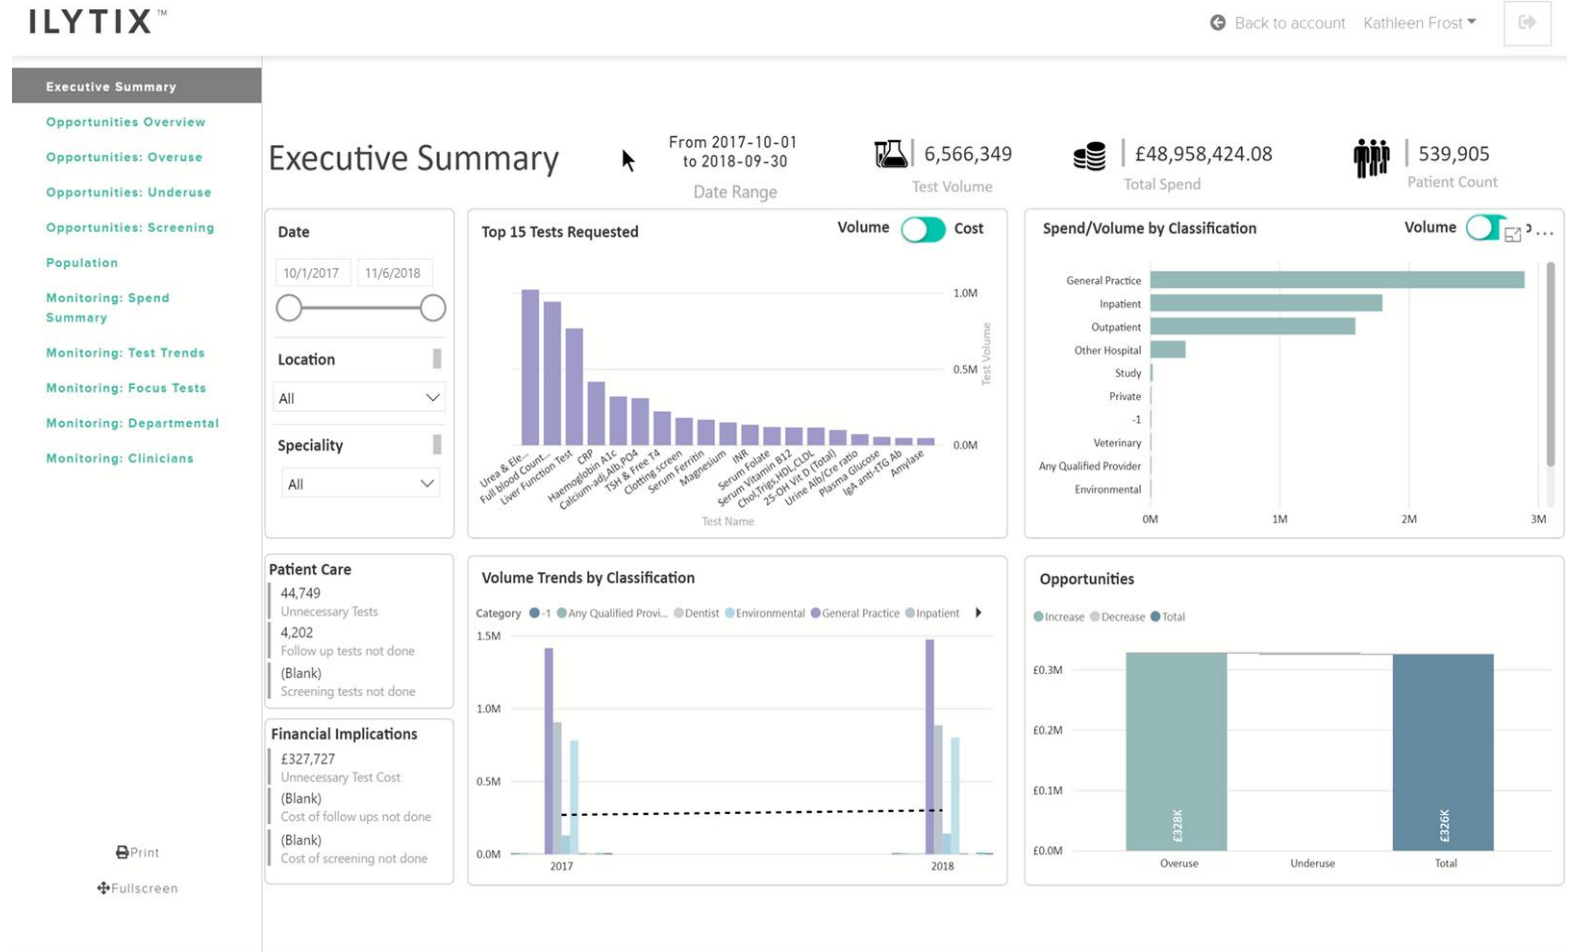 ILYTIX™
Back to account
Kathleen Frost
Executive Summary
Opportunities Overview
Opportunities: Overuse
Opportunities: Underuse
Opportunities: Screening
Population
Monitoring: Spend
Summary
Monitoring: Test Trends
Monitoring: Focus Tests
Monitoring: Departmental
Monitoring: Clinicians
Print
Fullscreen
Executive Summary
From 2017-10-01
to 2018-09-30
Date Range
6,566,349
Test Volume
£48,958,424.08
Total Spend
539,905
Patient Count
Date
10/1/2017
11/6/2018
Location
All
Speciality
All
Top 15 Tests Requested
Volume
Cost
1.0M
0.5M
0.0M
Test Volume
Urea & Ele...
Full blood Count...
Liver Function Test
CRP
Haemoglobin A1c
Calcium-adj,Alb,PO4
TSH & Free T4
Clotting screen
Serum Ferritin
Magnesium
INR
Serum Folate
Serum Vitamin B12
Chol,Trigs,HDL,CLDL
25-OH Vit D (Total)
Urine Alb/Cre ratio
Plasma Glucose
IgA anti-tTG Ab
Amylase
Test Name
Spend/Volume by Classification
Volume
...
General Practice
Inpatient
Outpatient
Other Hospital
Study
Private
-1
Veterinary
Any Qualified Provider
Environmental
0M
1M
2M
3M
Patient Care
44,749
Unnecessary Tests
4,202
Follow up tests not done
(Blank)
Screening tests not done
Financial Implications
£327,727
Unnecessary Test Cost
(Blank)
Cost of follow ups not done
(Blank)
Cost of screening not done
Volume Trends by Classification
Category -1 Any Qualified Provi... Dentist Environmental General Practice Inpatient
1.5M
1.0M
0.5M
0.0M
2017
2018
Opportunities
Increase Decrease Total
£0.3M
£0.2M
£0.1M
£0.0M
£328K
£326K
Overuse
Underuse
Total